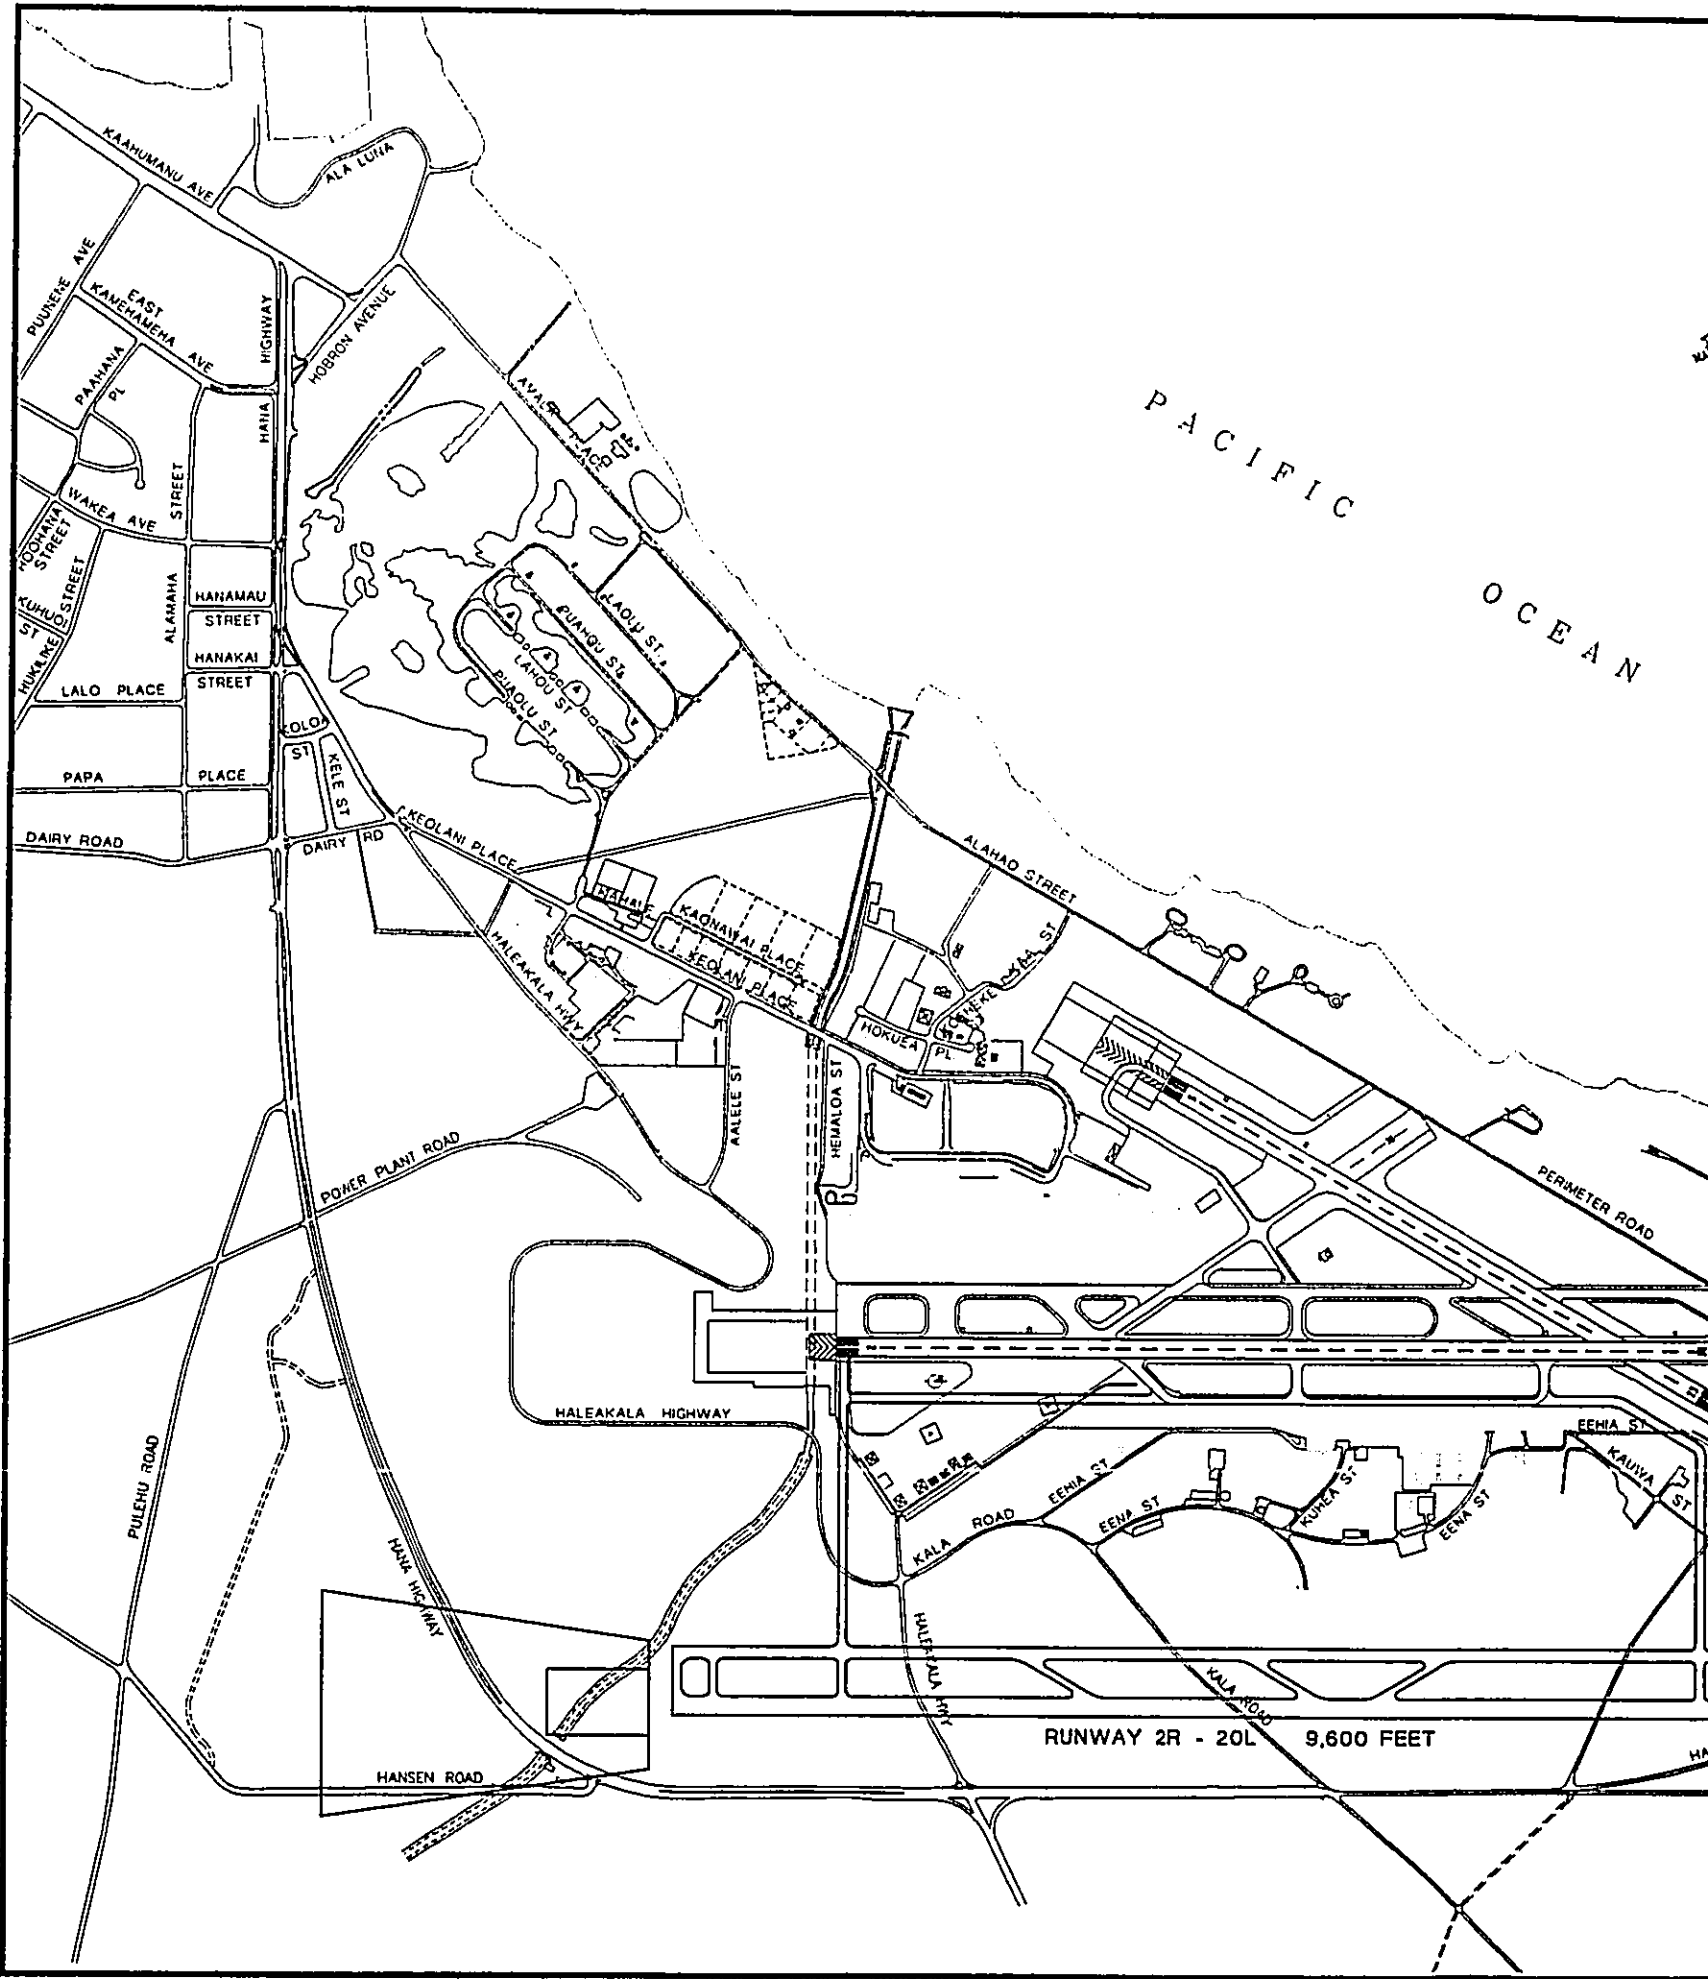 KAAHUMANU AVE
ALA LUNA
PUUNENE AVE
EAST
KAMEHAMEHA AVE
HIGHWAY
HANA
HOBRON AVENUE
PAAHANA
PL
PACIFIC
OCEAN
WAKEA AVE
STREET
ALAMAHA
HOOHANA
STREET
STREET
ST
HUKILIKE
HANAMAU
STREET
HANAKAI
STREET
LALO PLACE
LAOLU ST.
PUAHOU ST.
LAHOU ST
PUAOLU ST
KOLOA
ST
KELE ST
PAPA
PLACE
DAIRY ROAD
DAIRY RD
KEOLANI PLACE
ALAHAO STREET
KAONAWAI PLACE
KEOLANI PLACE
HALEAKALA HWY
KAA ST
HOKUEA
PL
AALELE ST
HEMALOA ST
POWER PLANT ROAD
PERIMETER ROAD
HALEAKALA HIGHWAY
EEHIA ST
KAUWA
ST
PULEHU ROAD
HANA HIGHWAY
KALA
ROAD
EEHIA ST
EENA ST
KUHEA ST
EENA ST
HALEAKALA HWY
KALA ROAD
RUNWAY 2R - 20L 9,600 FEET
HANSEN ROAD
HA